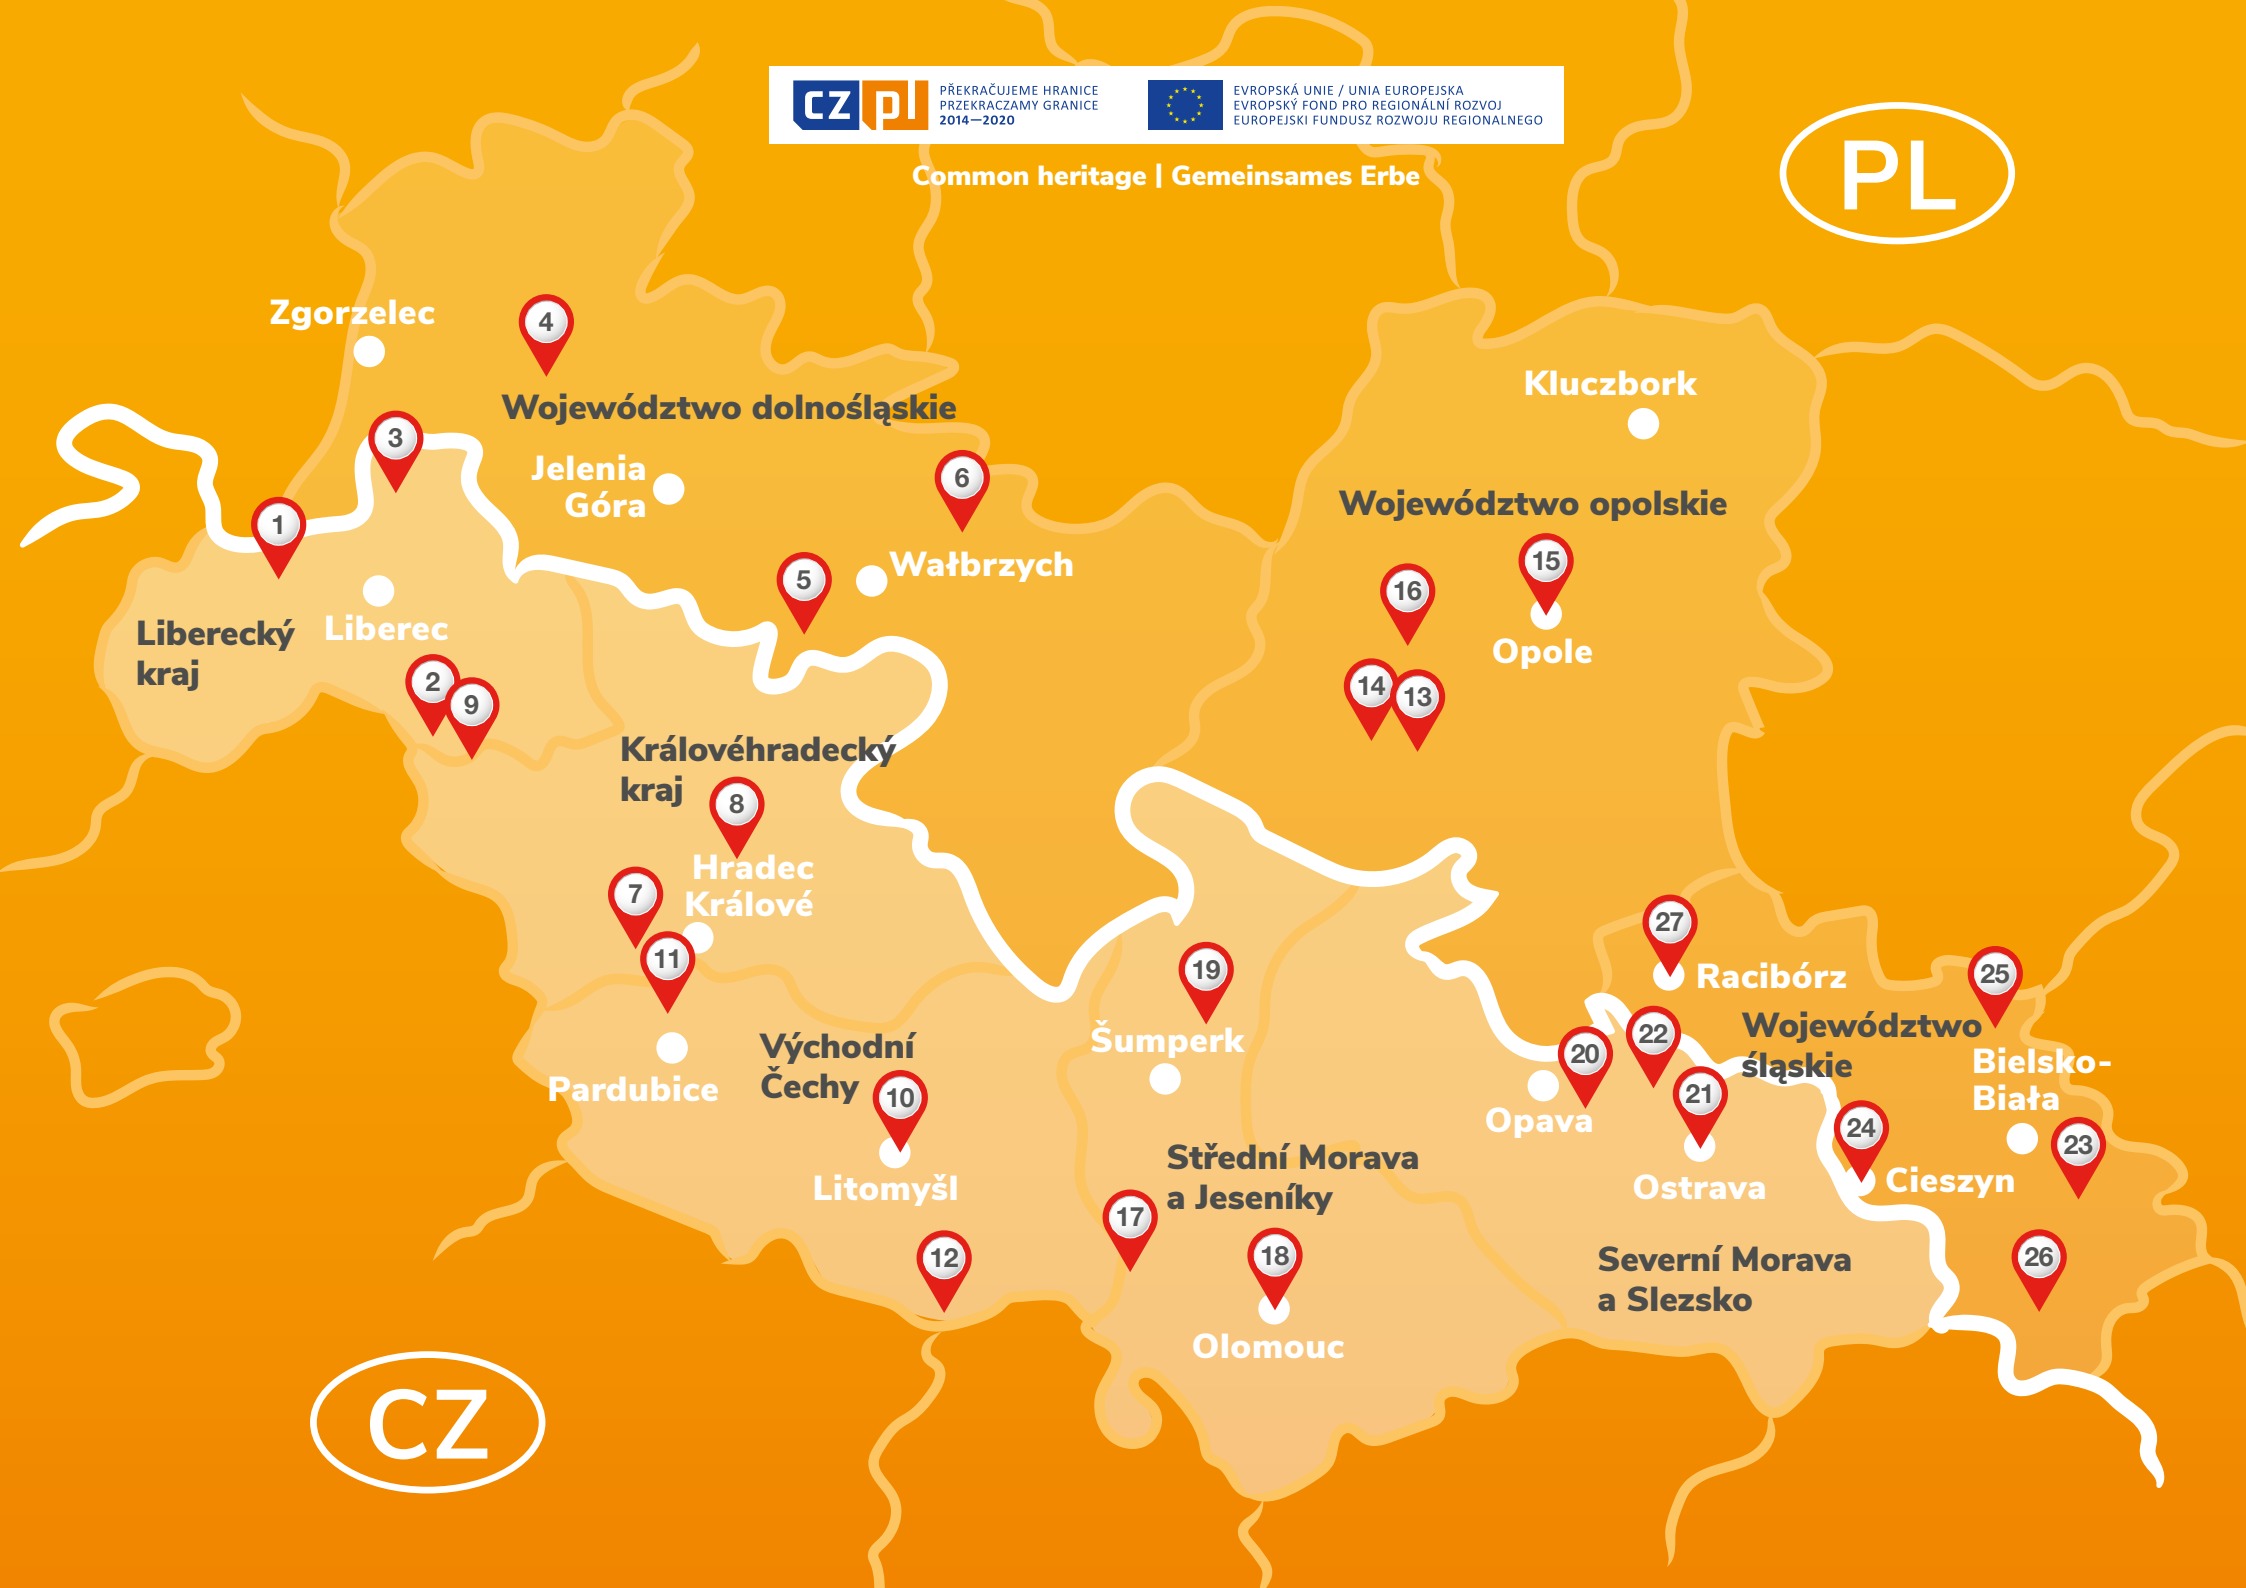 cz pl
PŘEKRAČUJEME HRANICE
PRZEKRACZAMY GRANICE
2014—2020
EVROPSKÁ UNIE / UNIA EUROPEJSKA
EVROPSKÝ FOND PRO REGIONÁLNÍ ROZVOJ
EUROPEJSKI FUNDUSZ ROZWOJU REGIONALNEGO
Common heritage | Gemeinsames Erbe
PL
Zgorzelec
4
Kluczbork
Województwo dolnośląskie
3
Jelenia
Góra
6
Województwo opolskie
1
Wałbrzych
5
15
16
Liberecký
kraj
Liberec
Opole
2
9
14
13
Královéhradecký
kraj
8
Hradec
Králové
7
11
27
19
25
Racibórz
Województwo
śląskie
Šumperk
22
20
Východní
Čechy
Pardubice
10
21
Bielsko-
Biała
Opava
24
23
Střední Morava
a Jeseníky
Litomyšl
Ostrava
Cieszyn
17
12
18
Severní Morava
a Slezsko
26
Olomouc
CZ